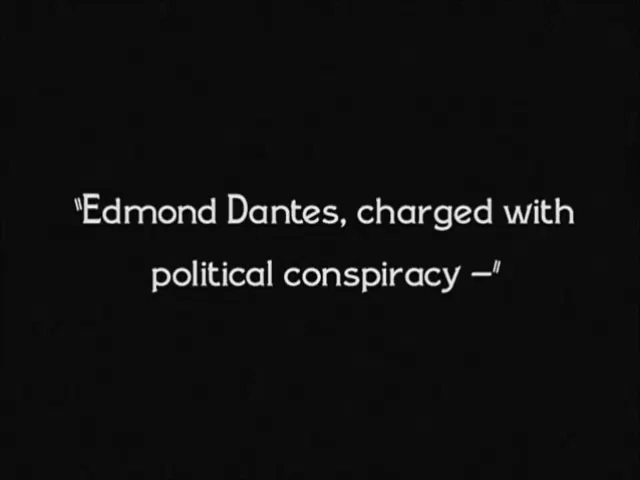 "Edmond Dantes, charged with
political conspiracy —"